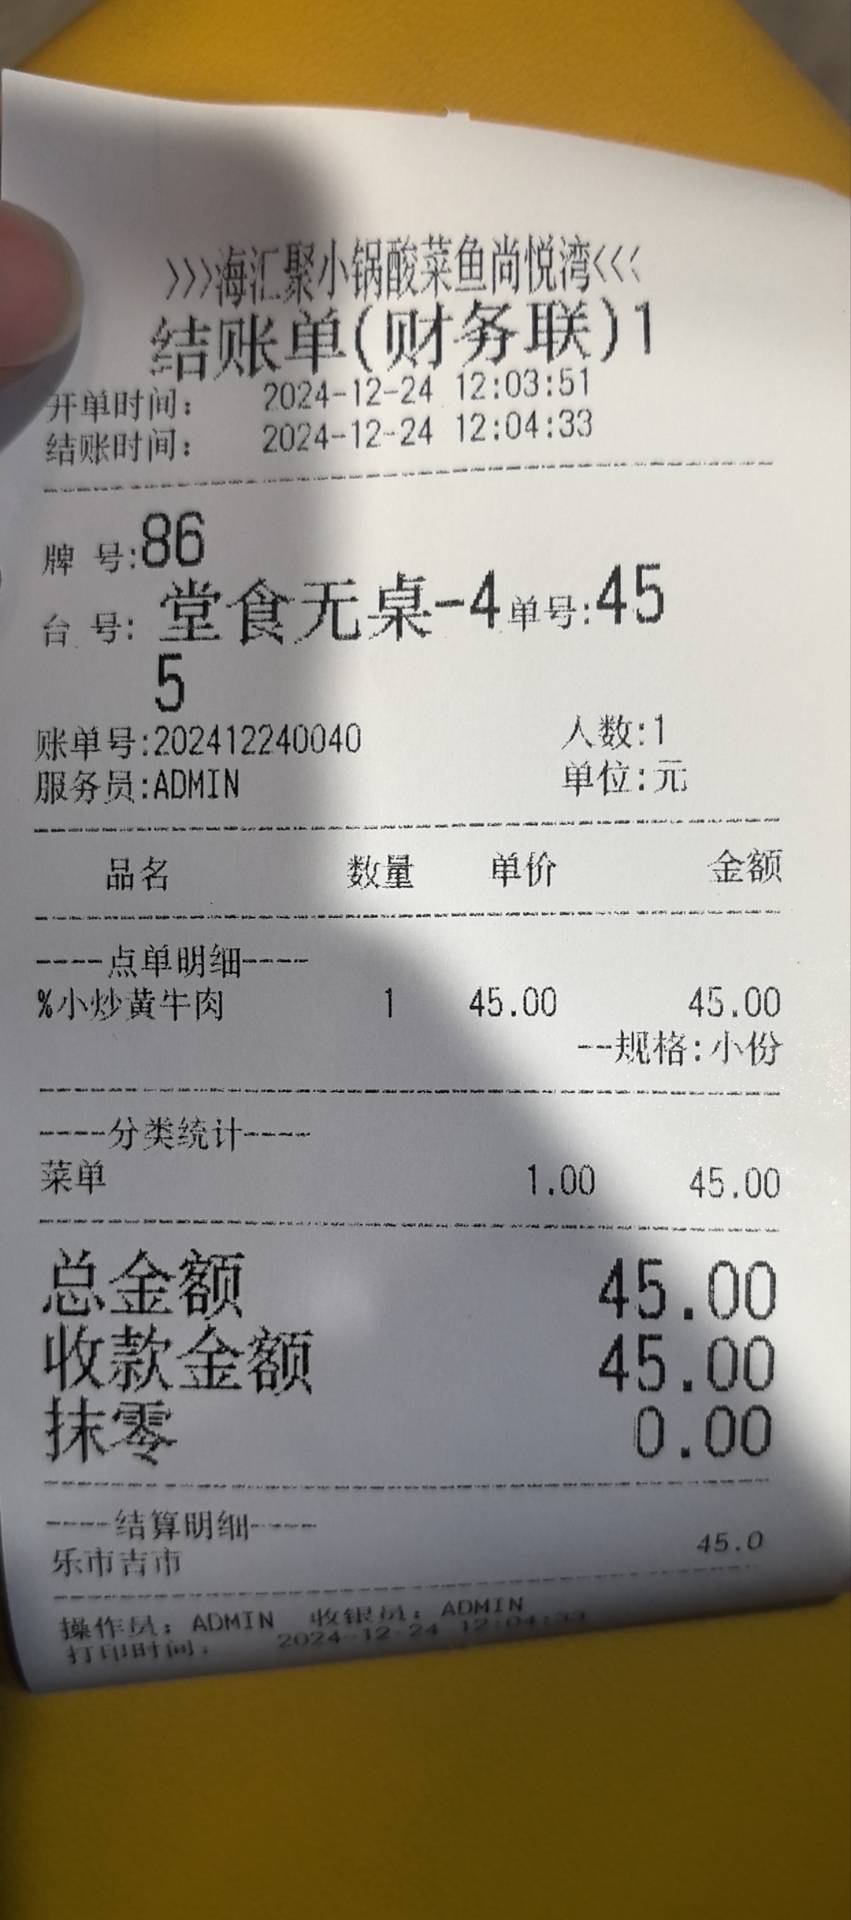 >>>海汇聚小锅酸菜鱼尚悦湾<<<
结账单(财务联)1
开单时间： 2024-12-24 12:03:51
结账时间： 2024-12-24 12:04:33
牌 号:86
台 号: 堂食无桌-4 单号:45
5
账单号:202412240040 人数:1
服务员:ADMIN 单位:元
品名 数量 单价 金额
----点单明细----
%小炒黄牛肉 1 45.00 45.00
--规格:小份
----分类统计----
菜单 1.00 45.00
总金额 45.00
收款金额 45.00
抹零 0.00
----结算明细----
乐市吉市 45.0
操作员: ADMIN 收银员: ADMIN
打印时间: 2024-12-24 12:04:33